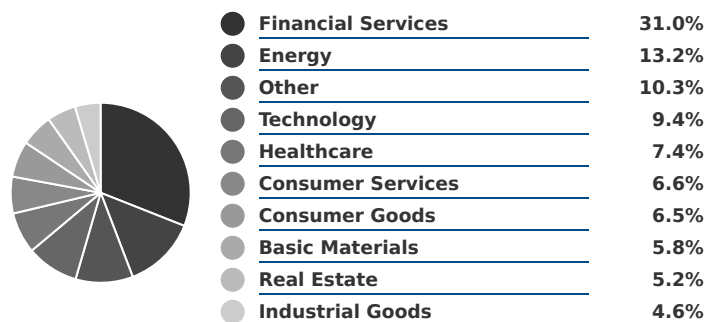 Financial Services 31.0%
Energy 13.2%
Other 10.3%
Technology 9.4%
Healthcare 7.4%
Consumer Services 6.6%
Consumer Goods 6.5%
Basic Materials 5.8%
Real Estate 5.2%
Industrial Goods 4.6%